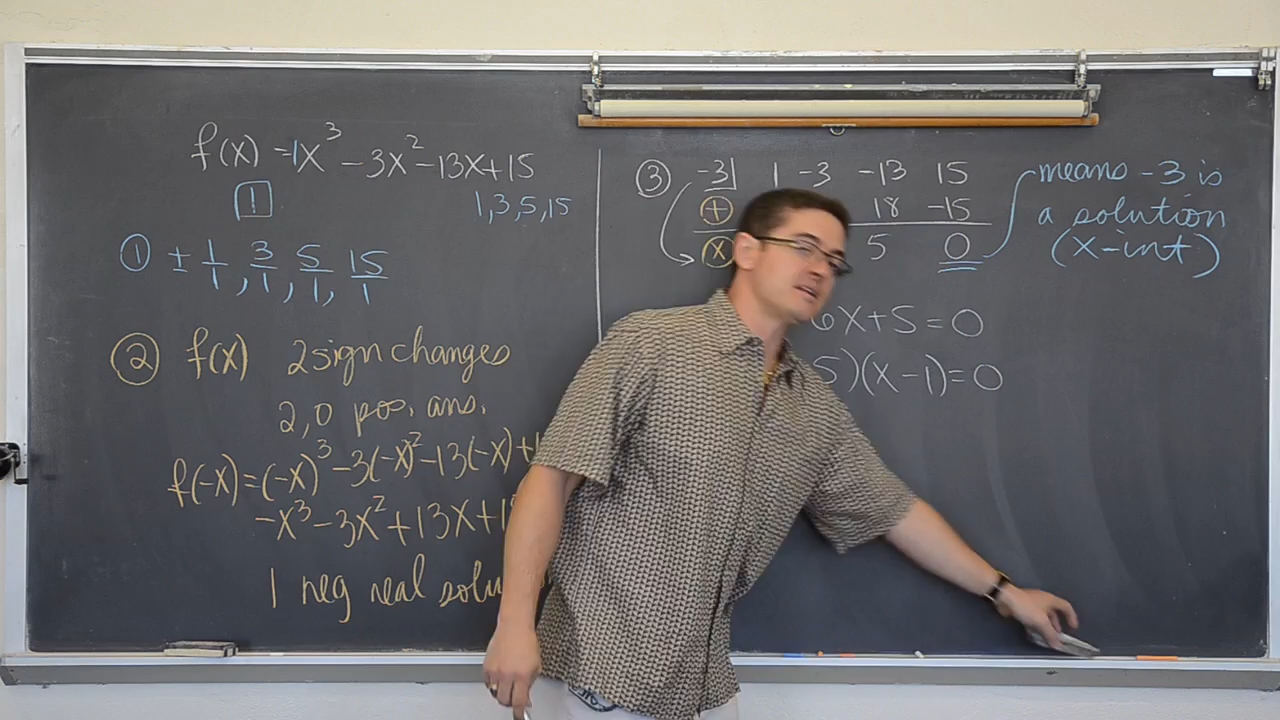 f(x) = 1x³ - 3x² - 13x + 15
1
1, 3, 5, 15
① ± 1/1, 3/1, 5/1, 15/1
② f(x) 2 sign changes
2, 0 pos. ans.
f(-x) = (-x)³ - 3(-x)² - 13(-x) +
-x³ - 3x² + 13x +
1 neg real
③ -3| 1 -3 -13 15
(+) 18 -15
(x) 5 0
6x + 5 = 0
5)(x - 1) = 0
means -3 is
a solution
(x-int)